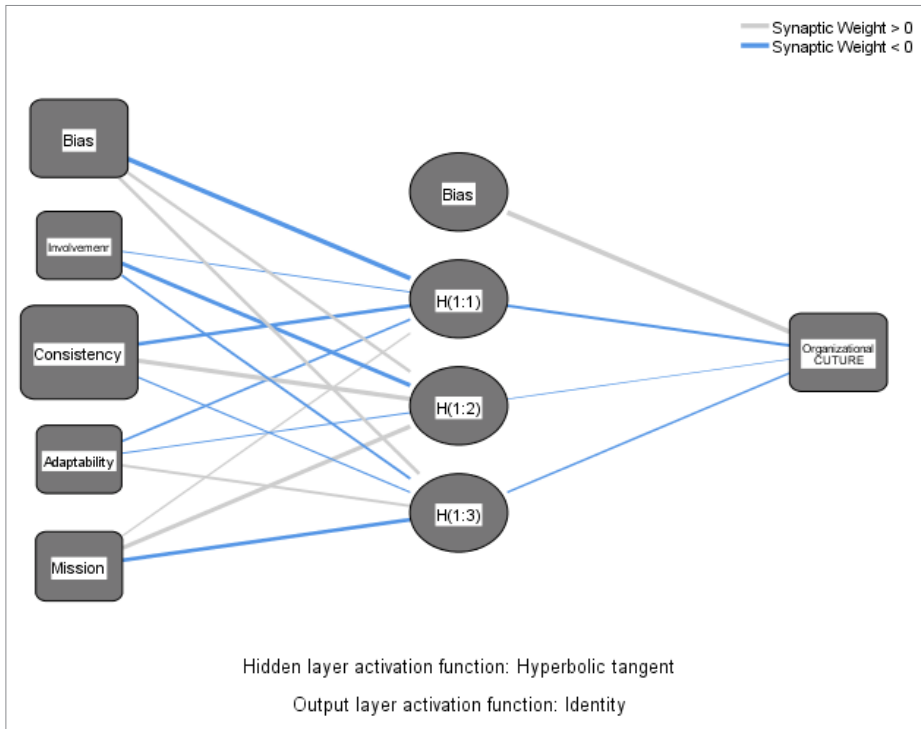 Synaptic Weight > 0
Synaptic Weight < 0
Bias
Involvemenr
Consistency
Adaptability
Mission
Bias
H(1:1)
H(1:2)
H(1:3)
Organizational
CUTURE
Hidden layer activation function: Hyperbolic tangent
Output layer activation function: Identity